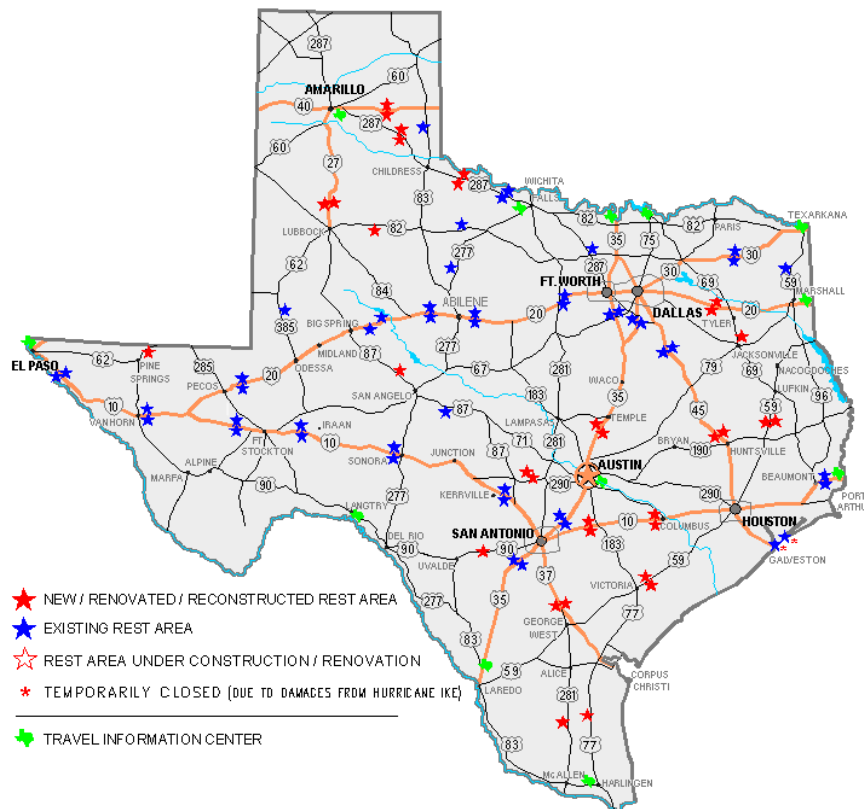 287
60
AMARILLO
40
287
60
27
CHILDRESS
287
WICHITA
FALLS
83
82
82
TEXARKANA
PARIS
LUBBOCK
82
277
35
75
30
62
287
30
59
FT. WORTH
69
MARSHALL
84
ABILENE
20
DALLAS
20
TYLER
385
BIG SPRING
MIDLAND
277
281
JACKSONVILLE
EL PASO
62
PINE
SPRINGS
285
PECOS
20
ODESSA
87
67
79
69
NACOGDOCHES
LUFKIN
WACO
SAN ANGELO
183
35
59
96
10
VANHORN
IRAAN
87
LAMPASAS
TEMPLE
45
FT.
STOCKTON
10
281
BRYAN
190
HUNTSVILLE
ALPINE
MARFA
SONORA
JUNCTION
87
71
AUSTIN
BEAUMONT
90
KERRVILLE
290
290
PORT
ARTHUR
LANGTRY
277
10
COLUMBUS
HOUSTON
DEL RIO
SAN ANTONIO
90
90
183
GALVESTON
UVALDE
59
37
VICTORIA
277
35
GEORGE
WEST
77
83
59
ALICE
CORPUS
CHRISTI
LAREDO
281
77
83
McALLEN
HARLINGEN
NEW / RENOVATED / RECONSTRUCTED REST AREA
EXISTING REST AREA
REST AREA UNDER CONSTRUCTION / RENOVATION
* TEMPORARILY CLOSED (DUE TO DAMAGES FROM HURRICANE IKE)
TRAVEL INFORMATION CENTER